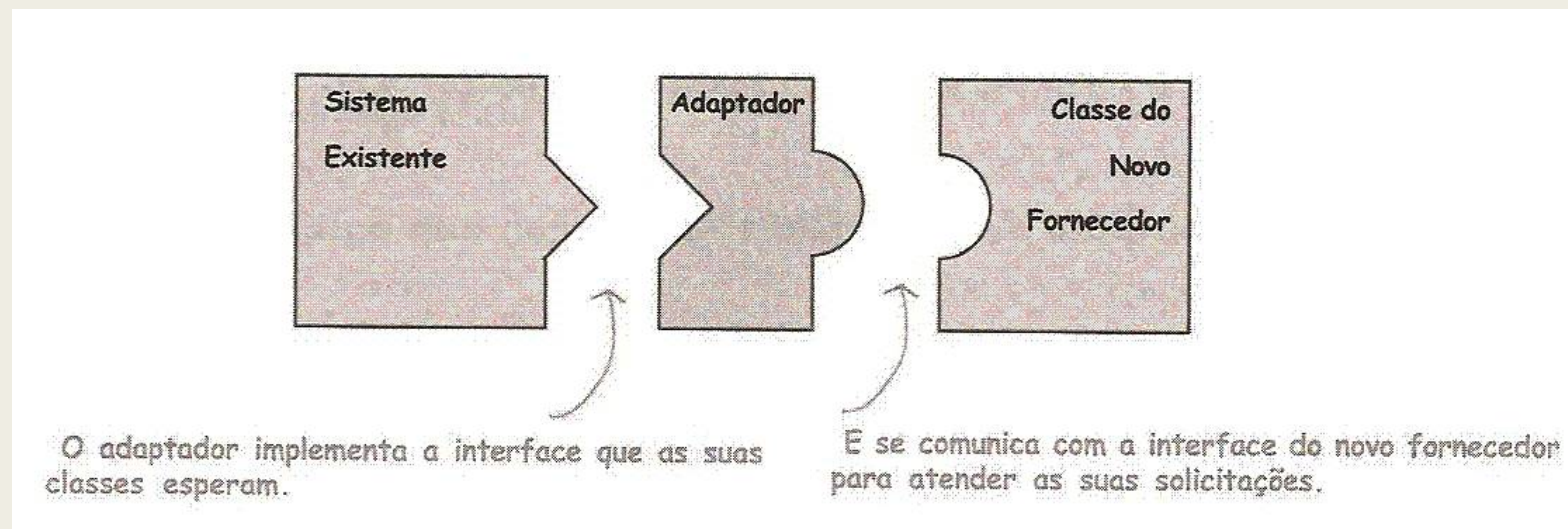 Sistema
Existente
Adaptador
Classe do
Novo
Fornecedor
O adaptador implementa a interface que as suas
classes esperam.
E se comunica com a interface do novo fornecedor
para atender as suas solicitações.